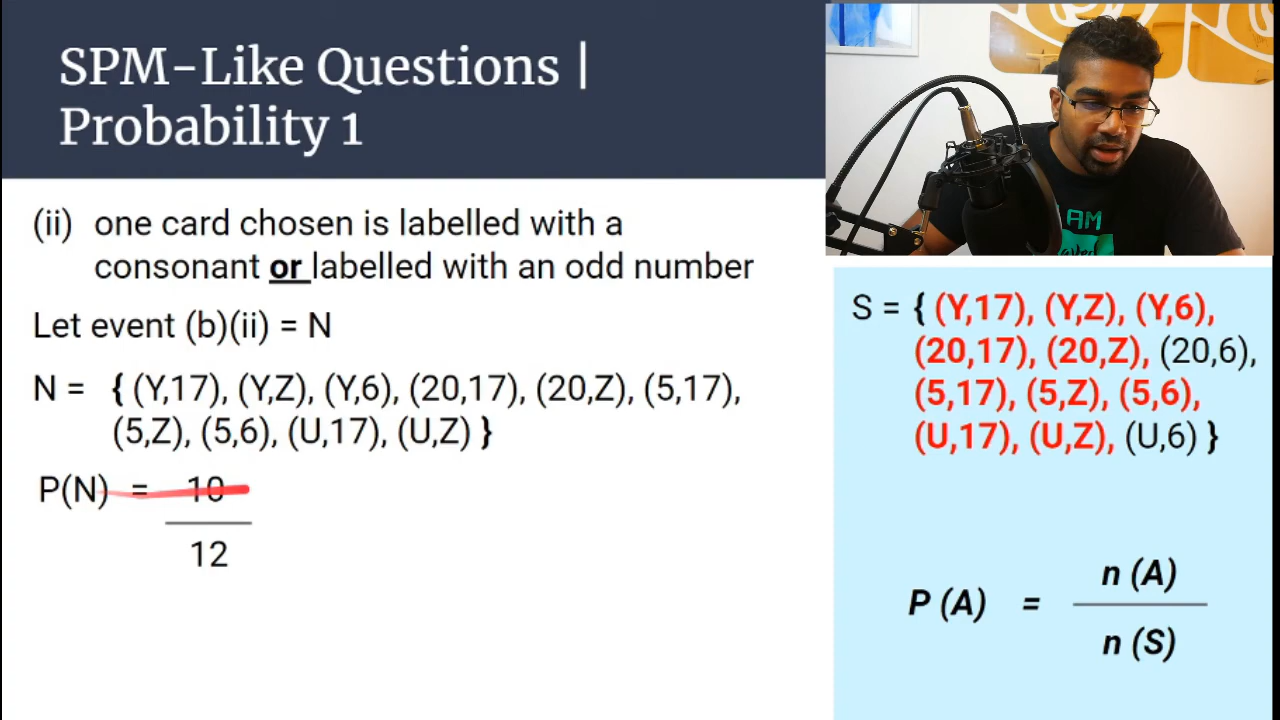 SPM-Like Questions |
Probability 1
(ii) one card chosen is labelled with a
consonant or labelled with an odd number
Let event (b)(ii) = N
N = { (Y,17), (Y,Z), (Y,6), (20,17), (20,Z), (5,17),
(5,Z), (5,6), (U,17), (U,Z) }
P(N) = 10
12
I AM
S = { (Y,17), (Y,Z), (Y,6),
(20,17), (20,Z), (20,6),
(5,17), (5,Z), (5,6),
(U,17), (U,Z), (U,6) }
P (A) = n (A)
n (S)